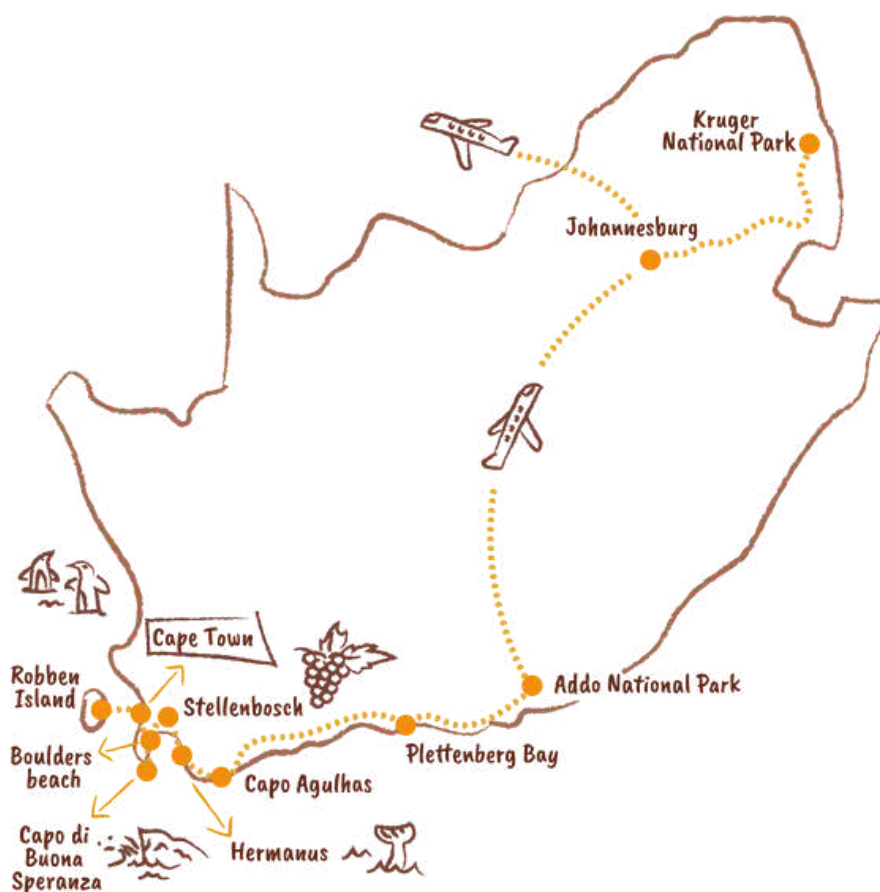 Kruger
National Park
Johannesburg
Cape Town
Robben
Island
Stellenbosch
Addo National Park
Boulders
beach
Plettenberg Bay
Capo Agulhas
Capo di
Buona
Speranza
Hermanus